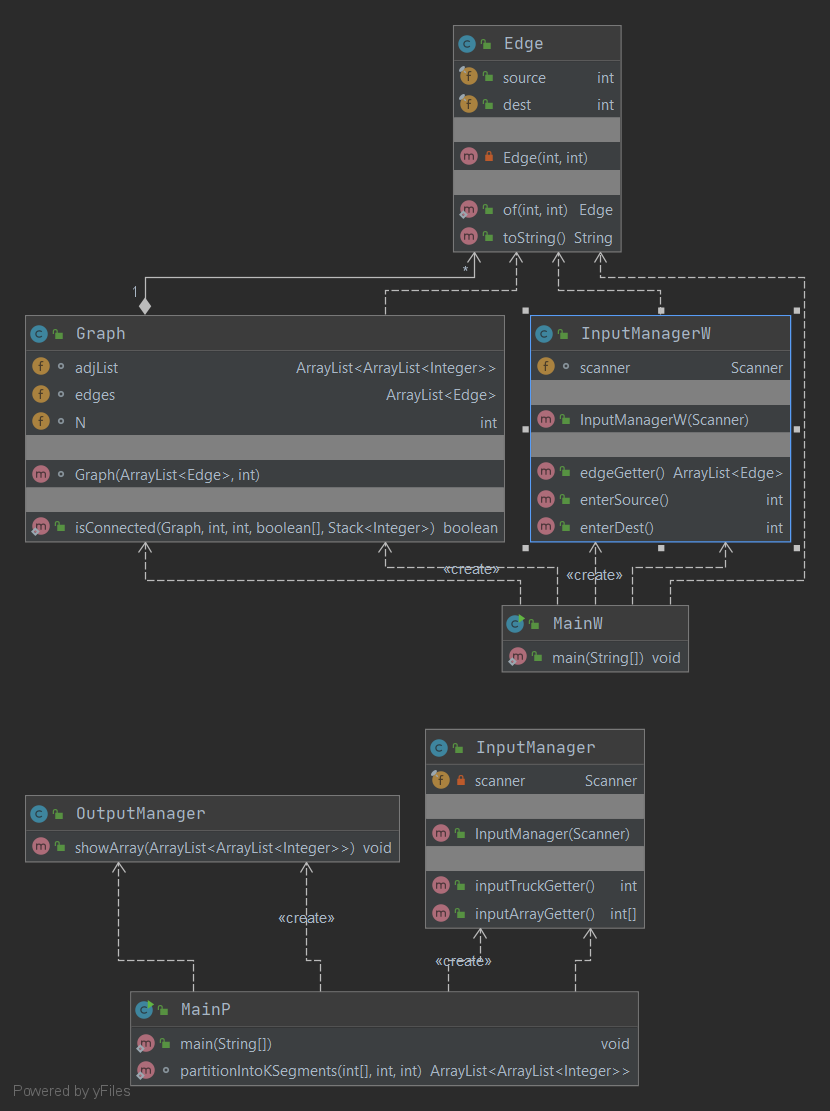 Edge
source int
dest int
Edge(int, int)
of(int, int) Edge
toString() String
1
*
Graph
adjList ArrayList<ArrayList<Integer>>
edges ArrayList<Edge>
N int
Graph(ArrayList<Edge>, int)
isConnected(Graph, int, int, boolean[], Stack<Integer>) boolean
InputManagerW
scanner Scanner
InputManagerW(Scanner)
edgeGetter() ArrayList<Edge>
enterSource() int
enterDest() int
«create»
«create»
MainW
main(String[]) void
InputManager
scanner Scanner
InputManager(Scanner)
inputTruckGetter() int
inputArrayGetter() int[]
OutputManager
showArray(ArrayList<ArrayList<Integer>>) void
«create»
«create»
MainP
main(String[]) void
partitionIntoKSegments(int[], int, int) ArrayList<ArrayList<Integer>>
Powered by yFiles